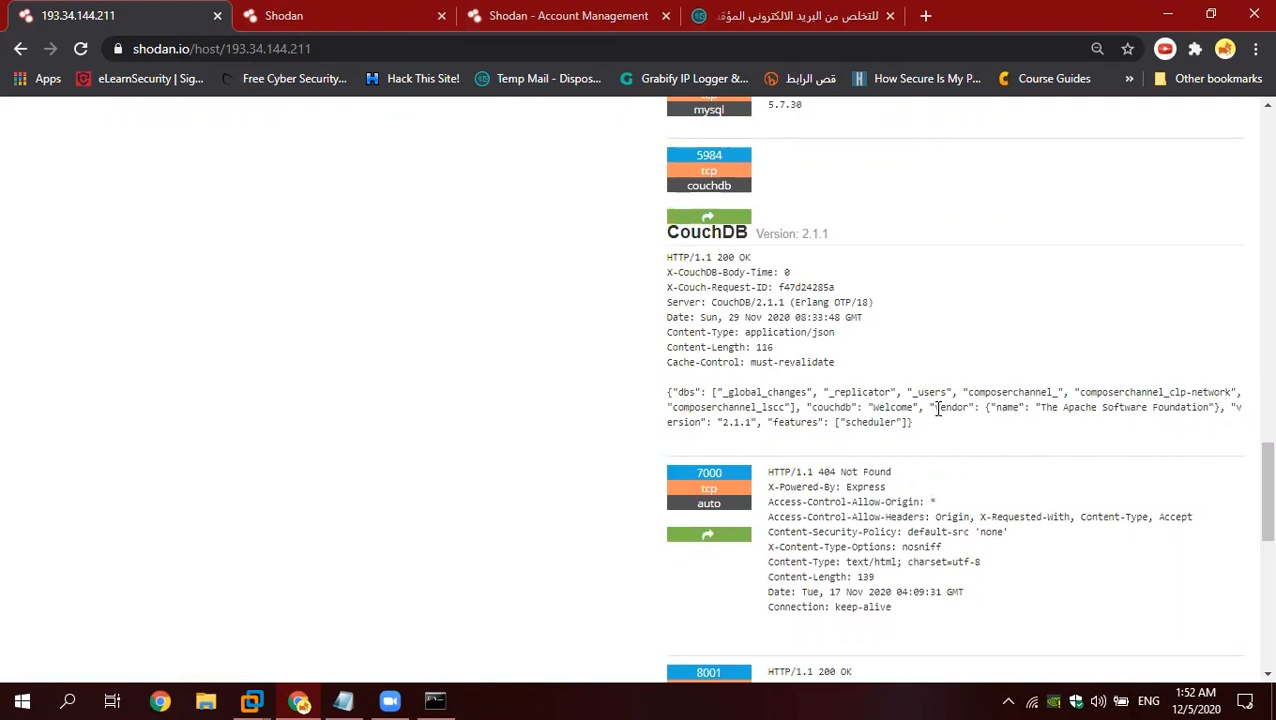 193.34.144.211
Shodan
Shodan - Account Management
للتخلص من البريد الالكتروني المؤقت
shodan.io/host/193.34.144.211
Apps
eLearnSecurity | Sig...
Free Cyber Security...
Hack This Site!
Temp Mail - Dispos...
Grabify IP Logger &...
قص الرابط
How Secure Is My P...
Course Guides
»
Other bookmarks
tcp
mysql
5.7.30
5984
tcp
couchdb
CouchDB Version: 2.1.1
HTTP/1.1 200 OK
X-CouchDB-Body-Time: 0
X-Couch-Request-ID: f47d24285a
Server: CouchDB/2.1.1 (Erlang OTP/18)
Date: Sun, 29 Nov 2020 08:33:48 GMT
Content-Type: application/json
Content-Length: 116
Cache-Control: must-revalidate
{"dbs": ["_global_changes", "_replicator", "_users", "composerchannel_", "composerchannel_clp-network",
"composerchannel_lscc"], "couchdb": "Welcome", "vendor": {"name": "The Apache Software Foundation"}, "v
ersion": "2.1.1", "features": ["scheduler"]}
7000
tcp
auto
HTTP/1.1 404 Not Found
X-Powered-By: Express
Access-Control-Allow-Origin: *
Access-Control-Allow-Headers: Origin, X-Requested-With, Content-Type, Accept
Content-Security-Policy: default-src 'none'
X-Content-Type-Options: nosniff
Content-Type: text/html; charset=utf-8
Content-Length: 139
Date: Tue, 17 Nov 2020 04:09:31 GMT
Connection: keep-alive
8001
HTTP/1.1 200 OK
ENG
1:52 AM
12/5/2020